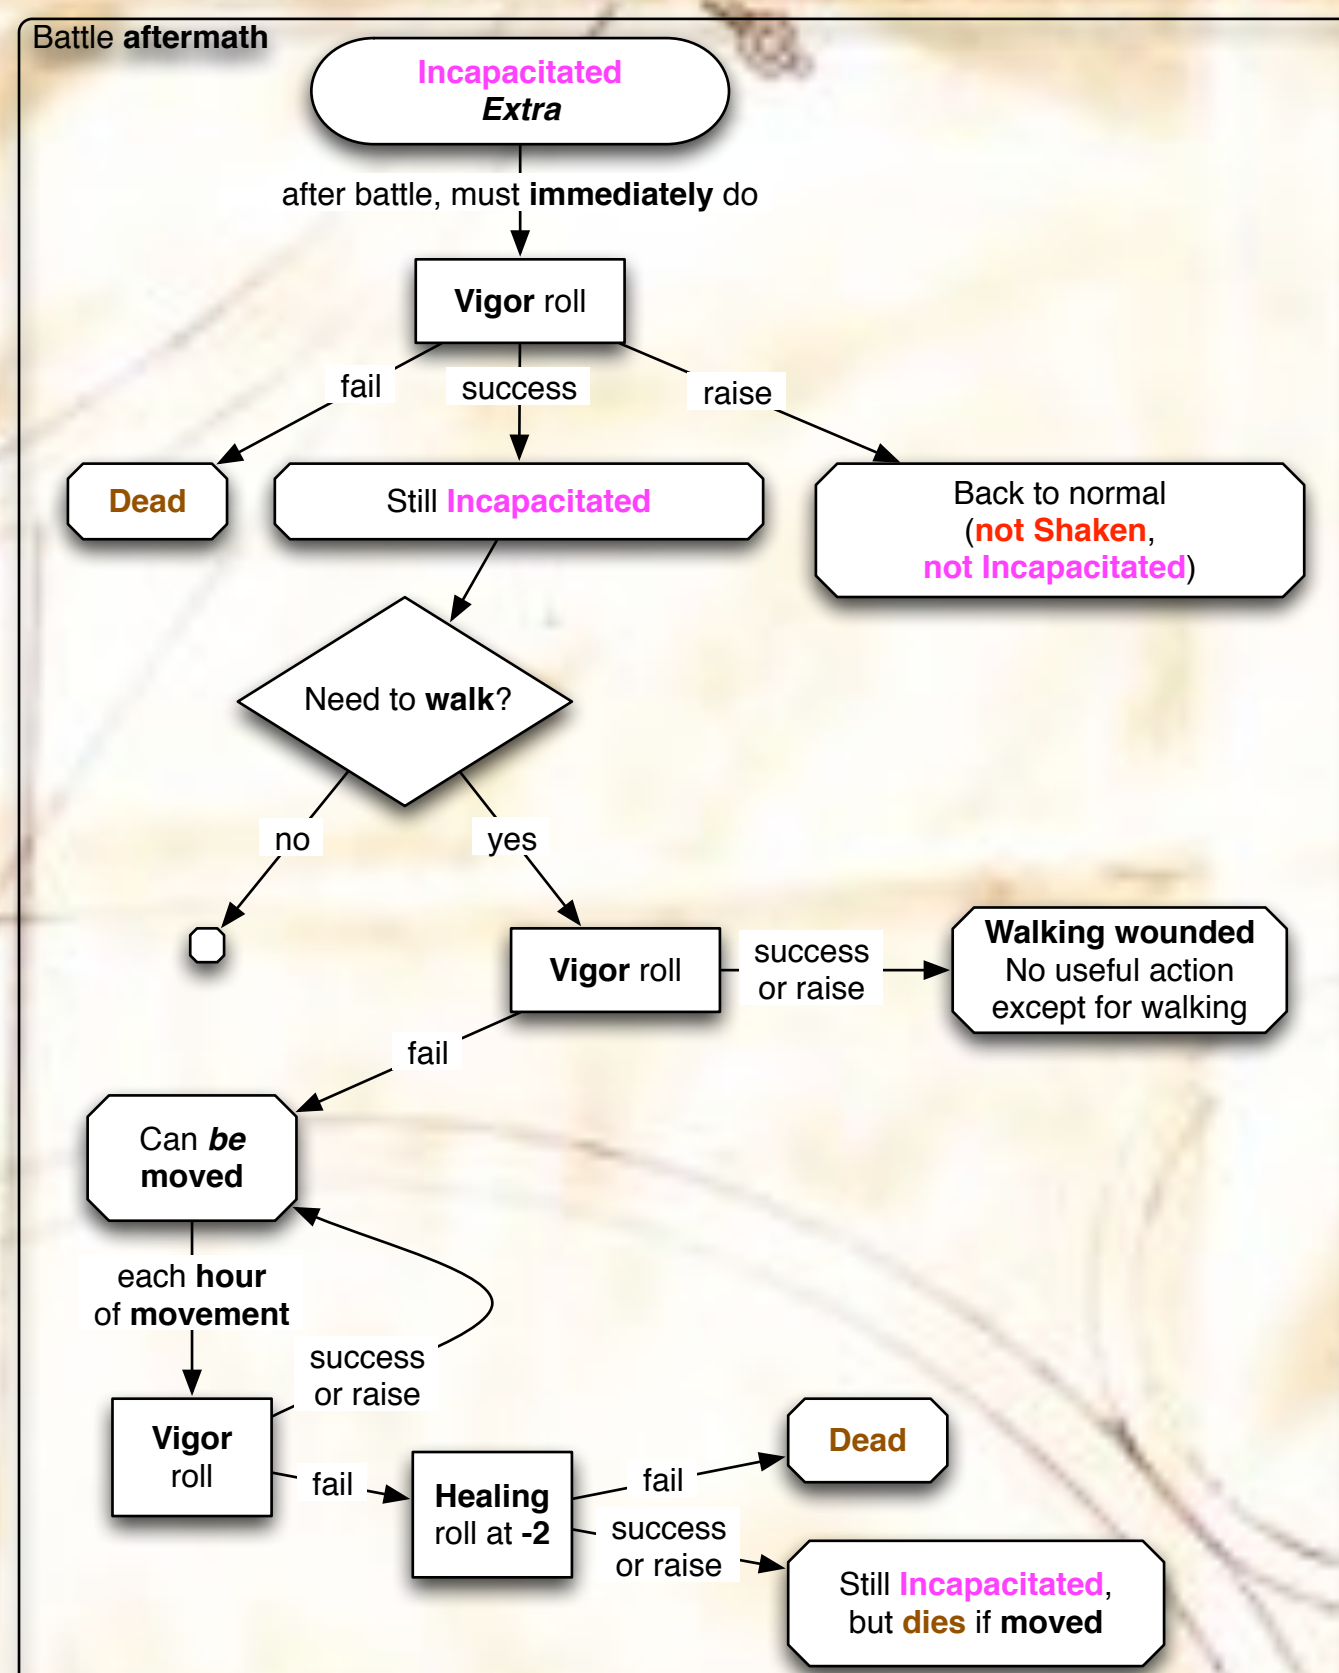 Battle aftermath
Incapacitated
Extra
after battle, must immediately do
Vigor roll
fail
success
raise
Dead
Still Incapacitated
Back to normal
(not Shaken,
not Incapacitated)
Need to walk?
no
yes
Vigor roll
success
or raise
Walking wounded
No useful action
except for walking
fail
Can be
moved
each hour
of movement
success
or raise
Vigor
roll
fail
Healing
roll at -2
fail
Dead
success
or raise
Still Incapacitated,
but dies if moved